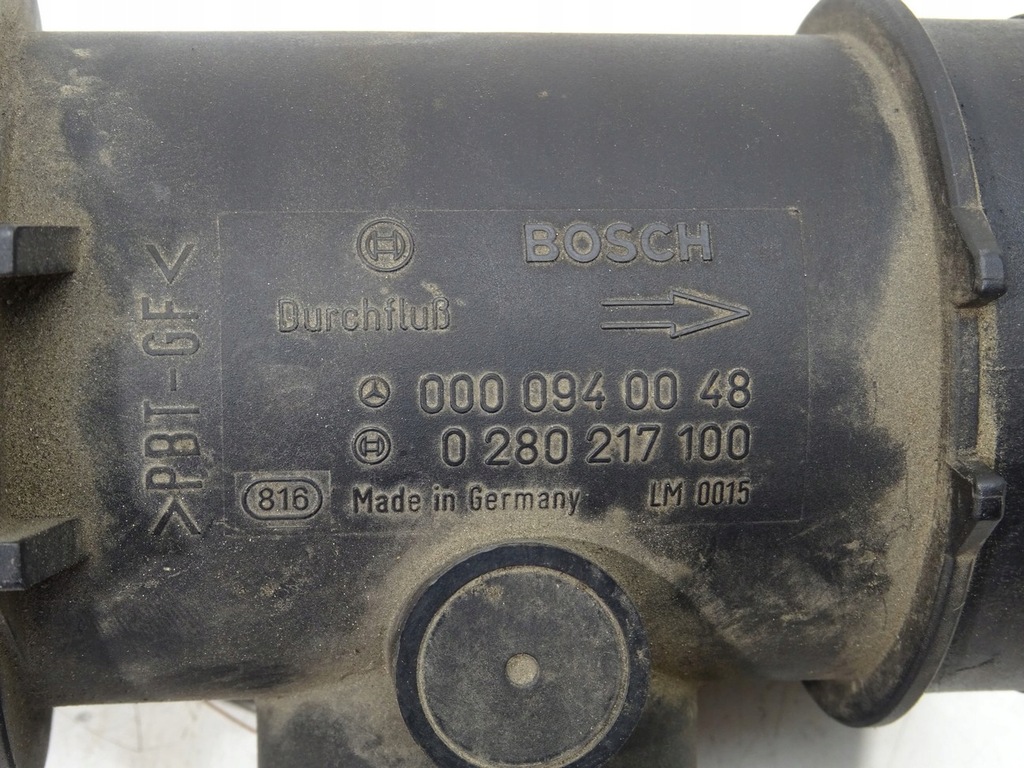 BOSCH
Durchfluß
000 094 00 48
0 280 217 100
816 Made in Germany LM 0015
>PBT-GF<